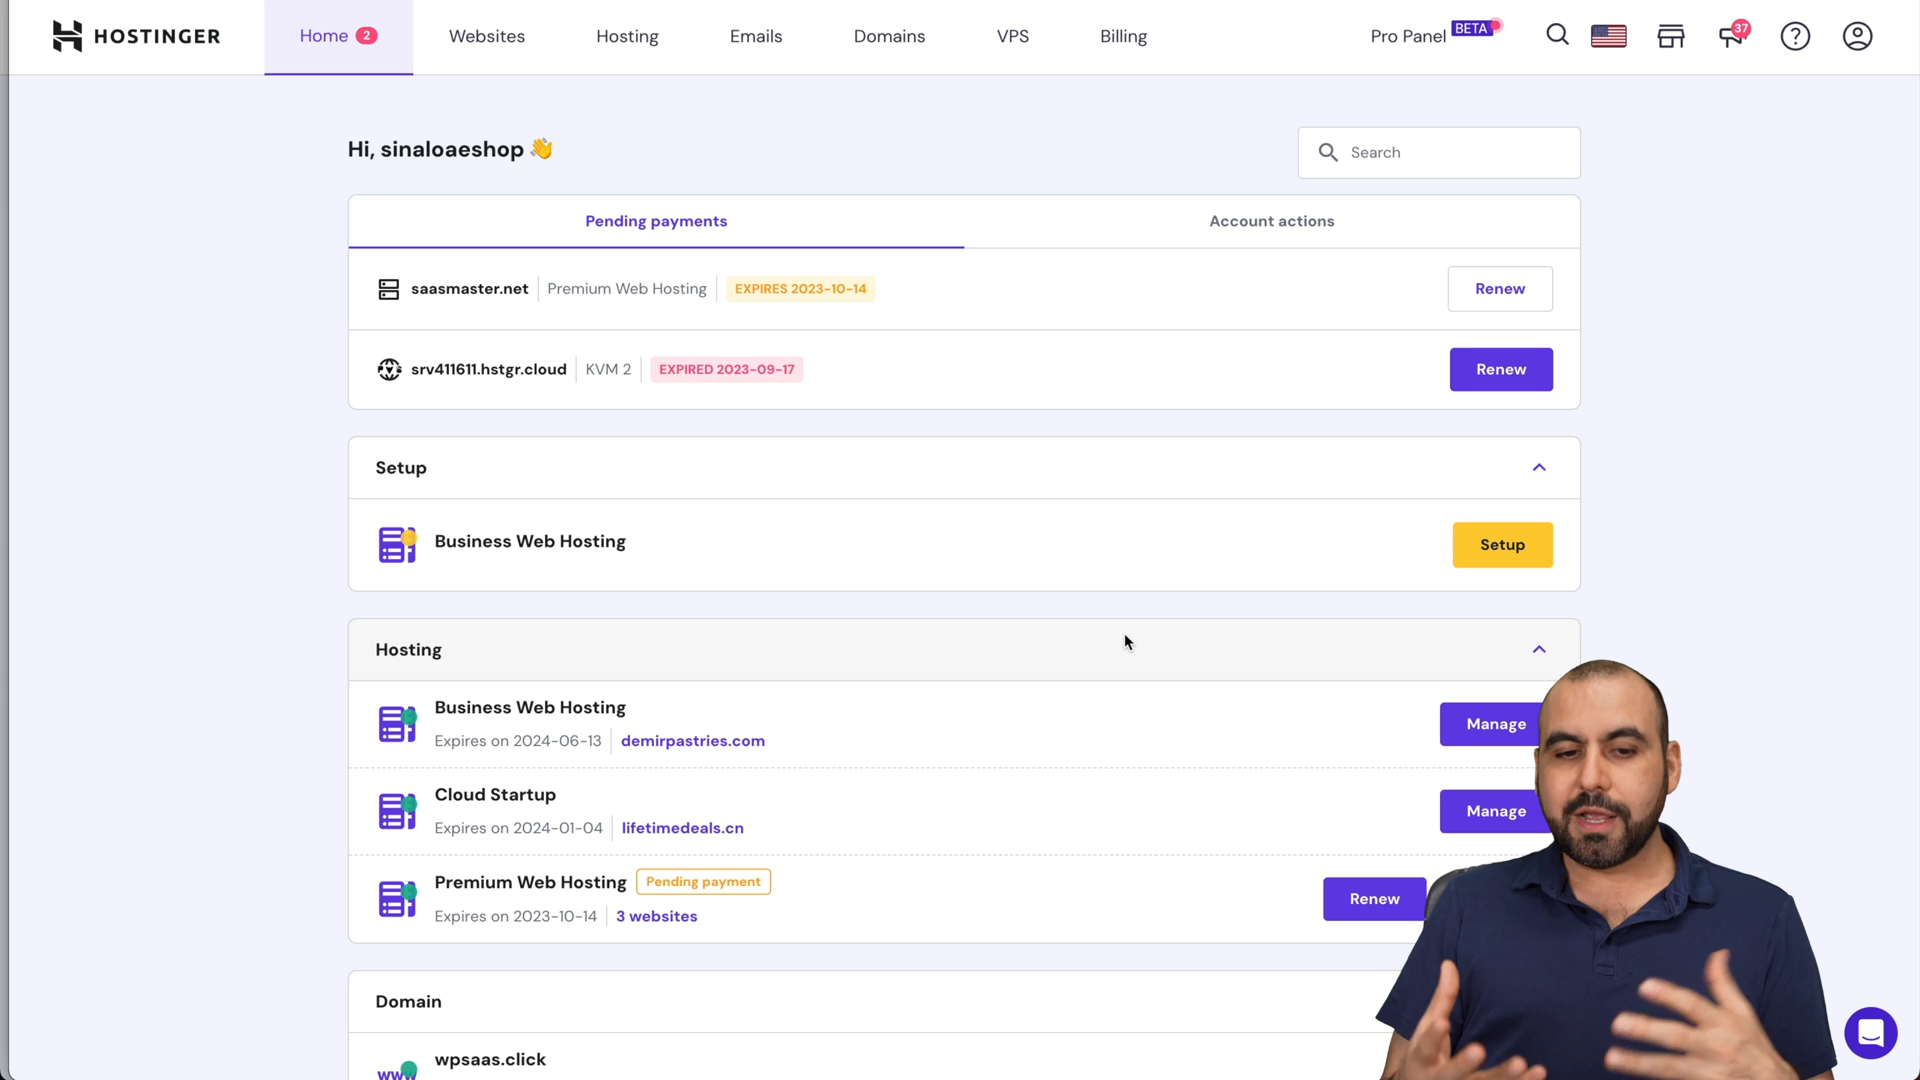 HOSTINGER
Home 2
Websites
Hosting
Emails
Domains
VPS
Billing
Pro Panel BETA
37
Hi, sinaloaeshop 👋
Search
Pending payments
Account actions
saasmaster.net Premium Web Hosting EXPIRES 2023-10-14
Renew
srv411611.hstgr.cloud KVM 2 EXPIRED 2023-09-17
Renew
Setup
Business Web Hosting
Setup
Hosting
Business Web Hosting
Expires on 2024-06-13 demirpastries.com
Manage
Cloud Startup
Expires on 2024-01-04 lifetimedeals.cn
Manage
Premium Web Hosting Pending payment
Expires on 2023-10-14 3 websites
Renew
Domain
wpsaas.click
www